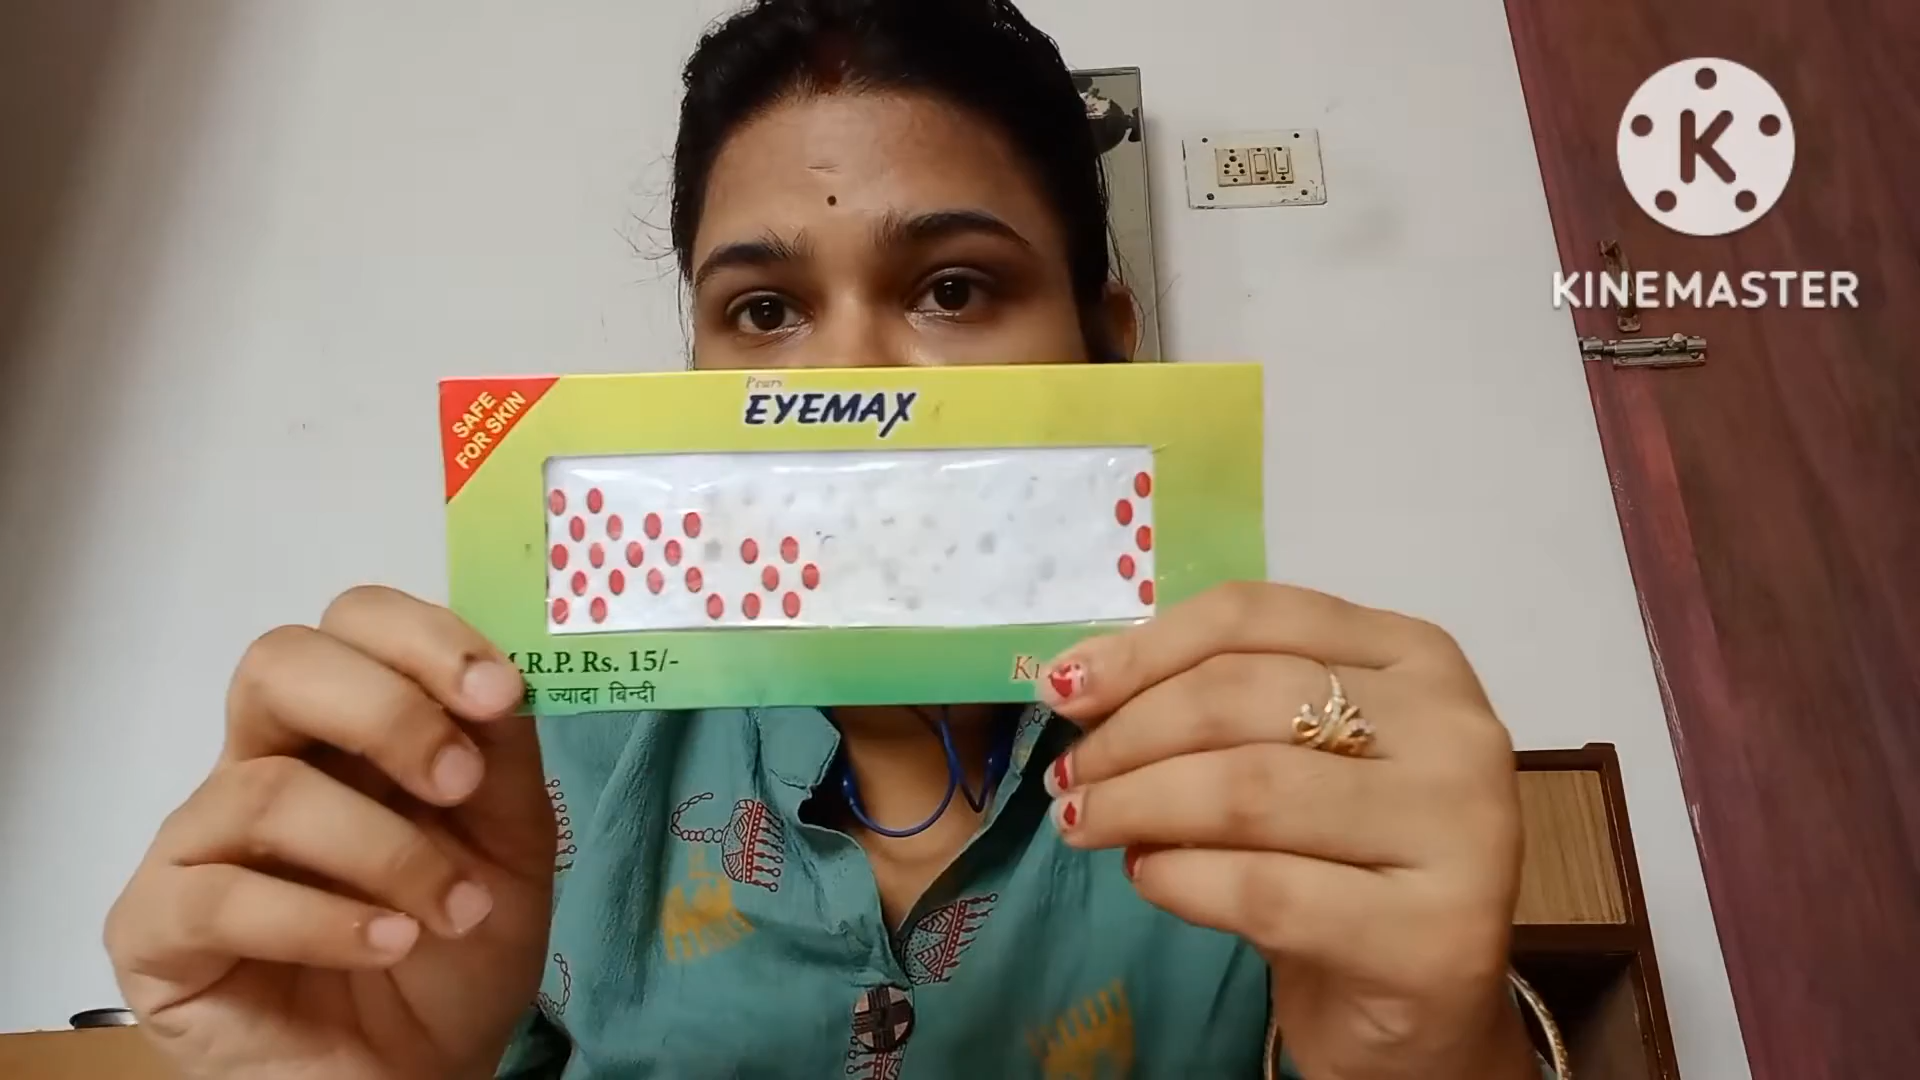 SAFE
FOR SKIN
Pears
EYEMAX
.R.P. Rs. 15/-
ज्यादा बिन्दी
K
KINEMASTER